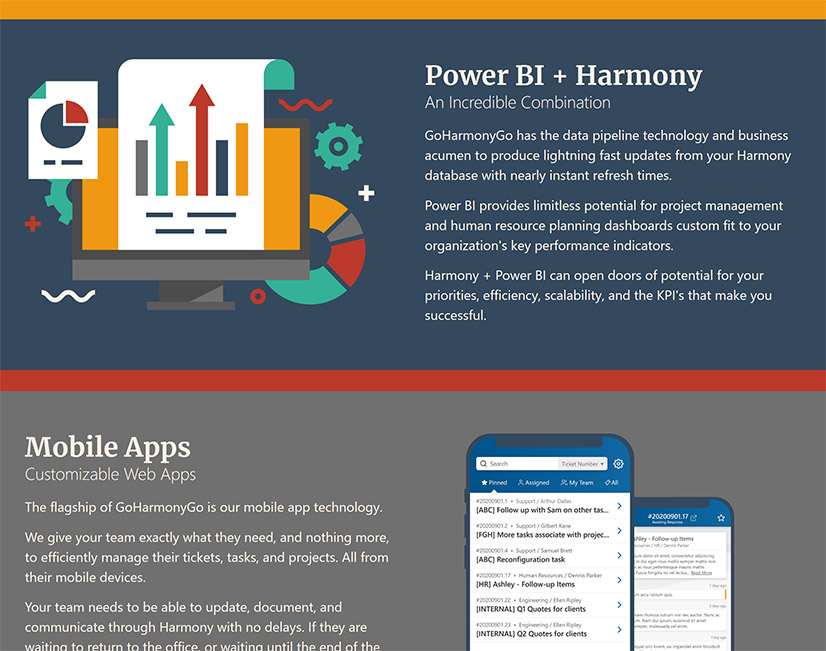 Power BI + Harmony
An Incredible Combination
GoHarmonyGo has the data pipeline technology and business
acumen to produce lightning fast updates from your Harmony
database with nearly instant refresh times.
Power BI provides limitless potential for project management
and human resource planning dashboards custom fit to your
organization's key performance indicators.
Harmony + Power BI can open doors of potential for your
priorities, efficiency, scalability, and the KPI's that make you
successful.
Mobile Apps
Customizable Web Apps
The flagship of GoHarmonyGo is our mobile app technology.
We give your team exactly what they need, and nothing more,
to efficiently manage their tickets, tasks, and projects. All from
their mobile devices.
Your team needs to be able to update, document, and
communicate through Harmony with no delays. If they are
waiting to return to the office, or waiting until the end of the
Search Ticket Number
Pinned Assigned My Team All
#20200901.1 • Support / Arthur Dallas
[ABC] Follow up with Sam on other tas...
#20200901.2 • Support / Gilbert Kane
[FGH] More tasks associate with projec...
#20200901.4 • Support / Samuel Brett
[ABC] Reconfiguration task
#20200901.17 • Human Resources / Dennis Parker
[HR] Ashley - Follow-up Items
#20200901.22 • Engineering / Ellen Ripley
[INTERNAL] Q1 Quotes for clients
#20200901.23 • Engineering / Ellen Ripley
[INTERNAL] Q2 Quotes for clients
#20200901.17
Awaiting Response
hley - Follow-up Items
ources / HR / Dennis Parker
Read More
7 days ago